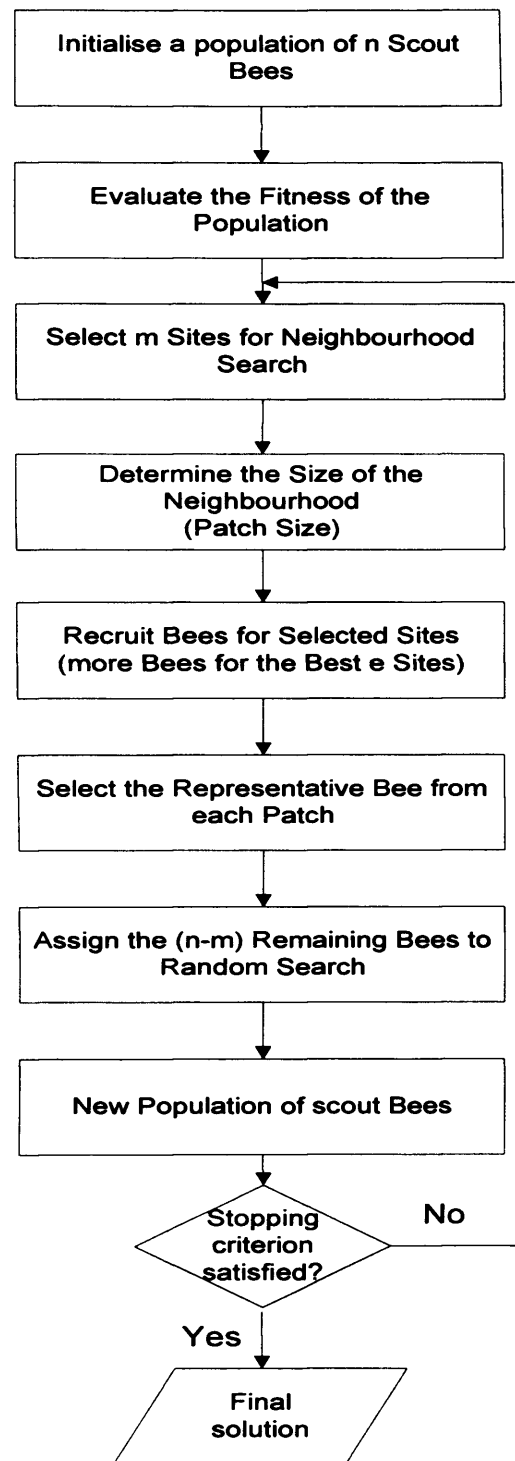 Initialise a population of n Scout
Bees
Evaluate the Fitness of the
Population
Select m Sites for Neighbourhood
Search
Determine the Size of the
Neighbourhood
(Patch Size)
Recruit Bees for Selected Sites
(more Bees for the Best e Sites)
Select the Representative Bee from
each Patch
Assign the (n-m) Remaining Bees to
Random Search
New Population of scout Bees
Stopping
criterion
satisfied?
No
Yes
Final
solution